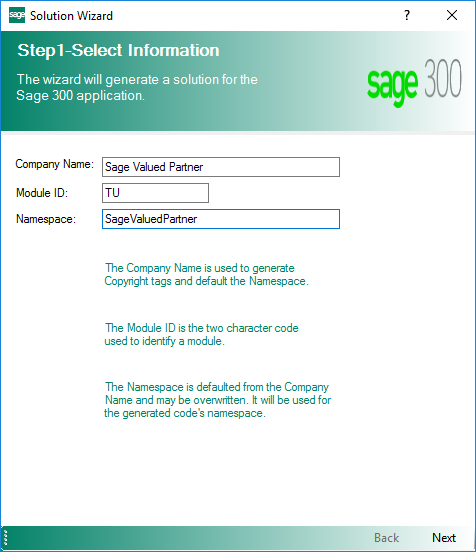 sage Solution Wizard ?
Step1-Select Information
The wizard will generate a solution for the
Sage 300 application.
sage 300
Company Name: Sage Valued Partner
Module ID: TU
Namespace: SageValuedPartner
The Company Name is used to generate
Copyright tags and default the Namespace.
The Module ID is the two character code
used to identify a module.
The Namespace is defaulted from the Company
Name and may be overwritten. It will be used for
the generated code's namespace.
Back Next